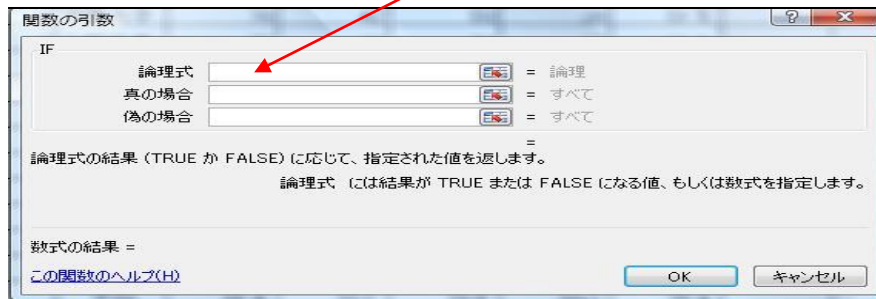 関数の引数
IF
論理式 = 論理
真の場合 = すべて
偽の場合 = すべて
=
論理式の結果 (TRUE か FALSE) に応じて、指定された値を返します。
論理式 には結果が TRUE または FALSE になる値、もしくは数式を指定します。
数式の結果 =
この関数のヘルプ(H)
OK キャンセル